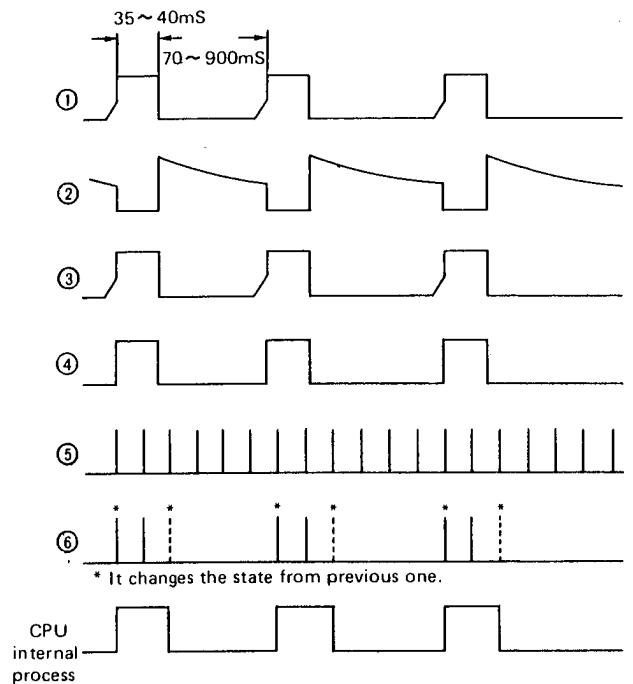 35~40mS
70~900mS
①
②
③
④
⑤
* * * * * *
⑥
* It changes the state from previous one.
CPU
internal
process